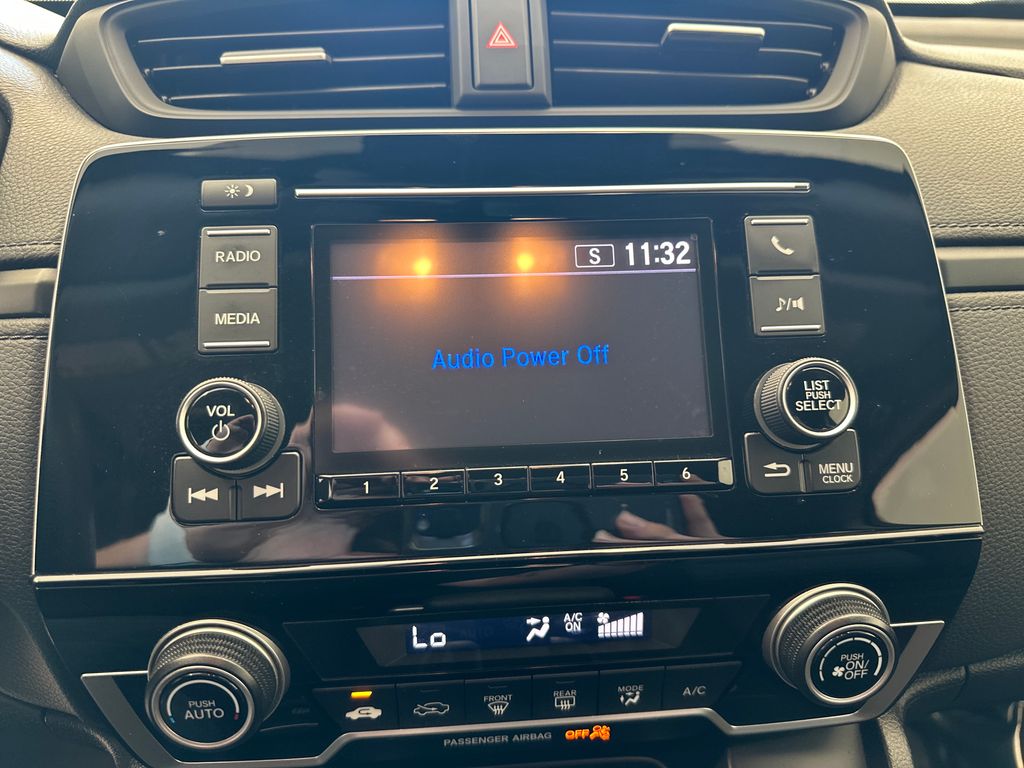 S 11:32
RADIO
MEDIA
Audio Power Off
VOL
LIST
PUSH
SELECT
1 2 3 4 5 6
MENU
CLOCK
Lo
A/C
ON
PUSH
AUTO
FRONT
REAR
MODE
A/C
PUSH
ON/
OFF
PASSENGER AIRBAG OFF